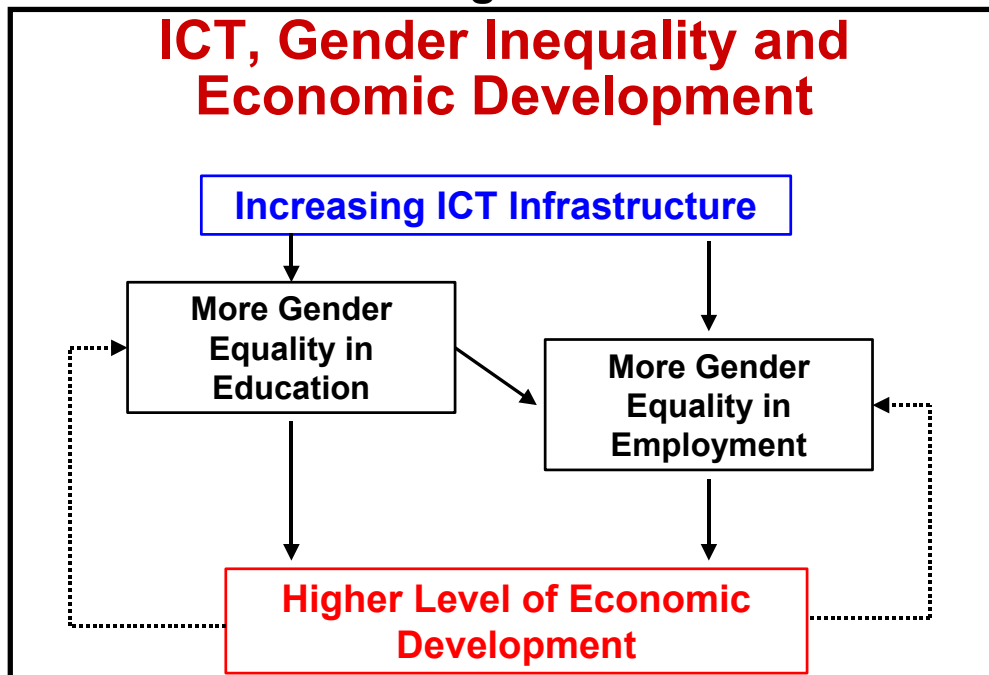 ICT, Gender Inequality and
Economic Development
Increasing ICT Infrastructure
More Gender
Equality in
Education
More Gender
Equality in
Employment
Higher Level of Economic
Development